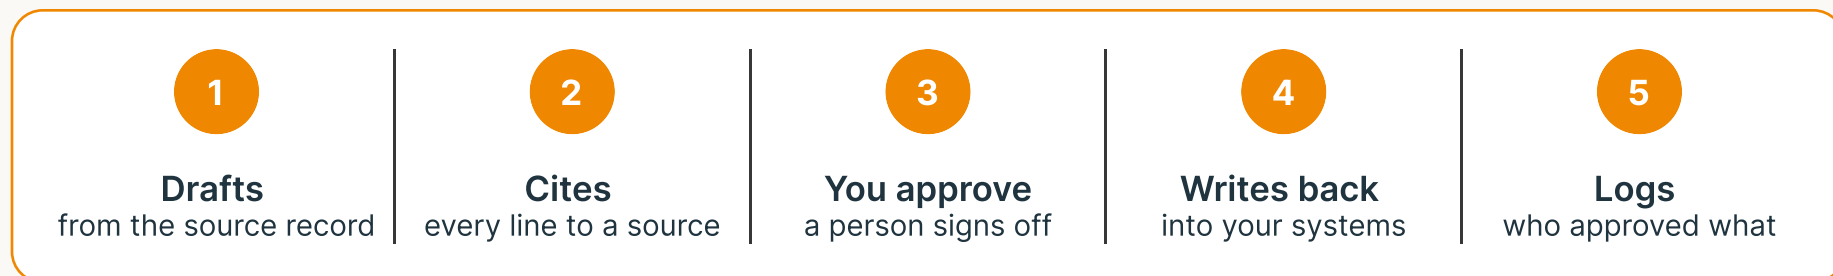 1
Drafts
from the source record
2
Cites
every line to a source
3
You approve
a person signs off
4
Writes back
into your systems
5
Logs
who approved what